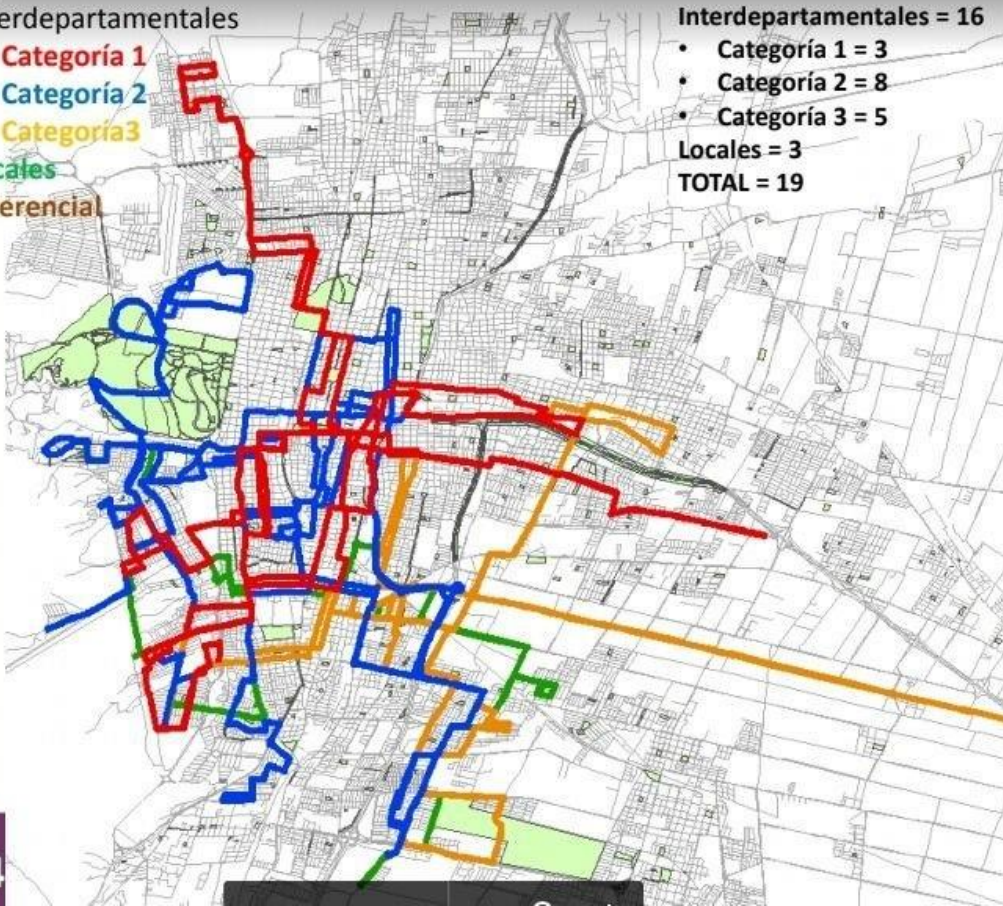 erdepartamentales
Categoría 1
Categoría 2
Categoría3
cales
erencial
Interdepartamentales = 16
• Categoría 1 = 3
• Categoría 2 = 8
• Categoría 3 = 5
Locales = 3
TOTAL = 19